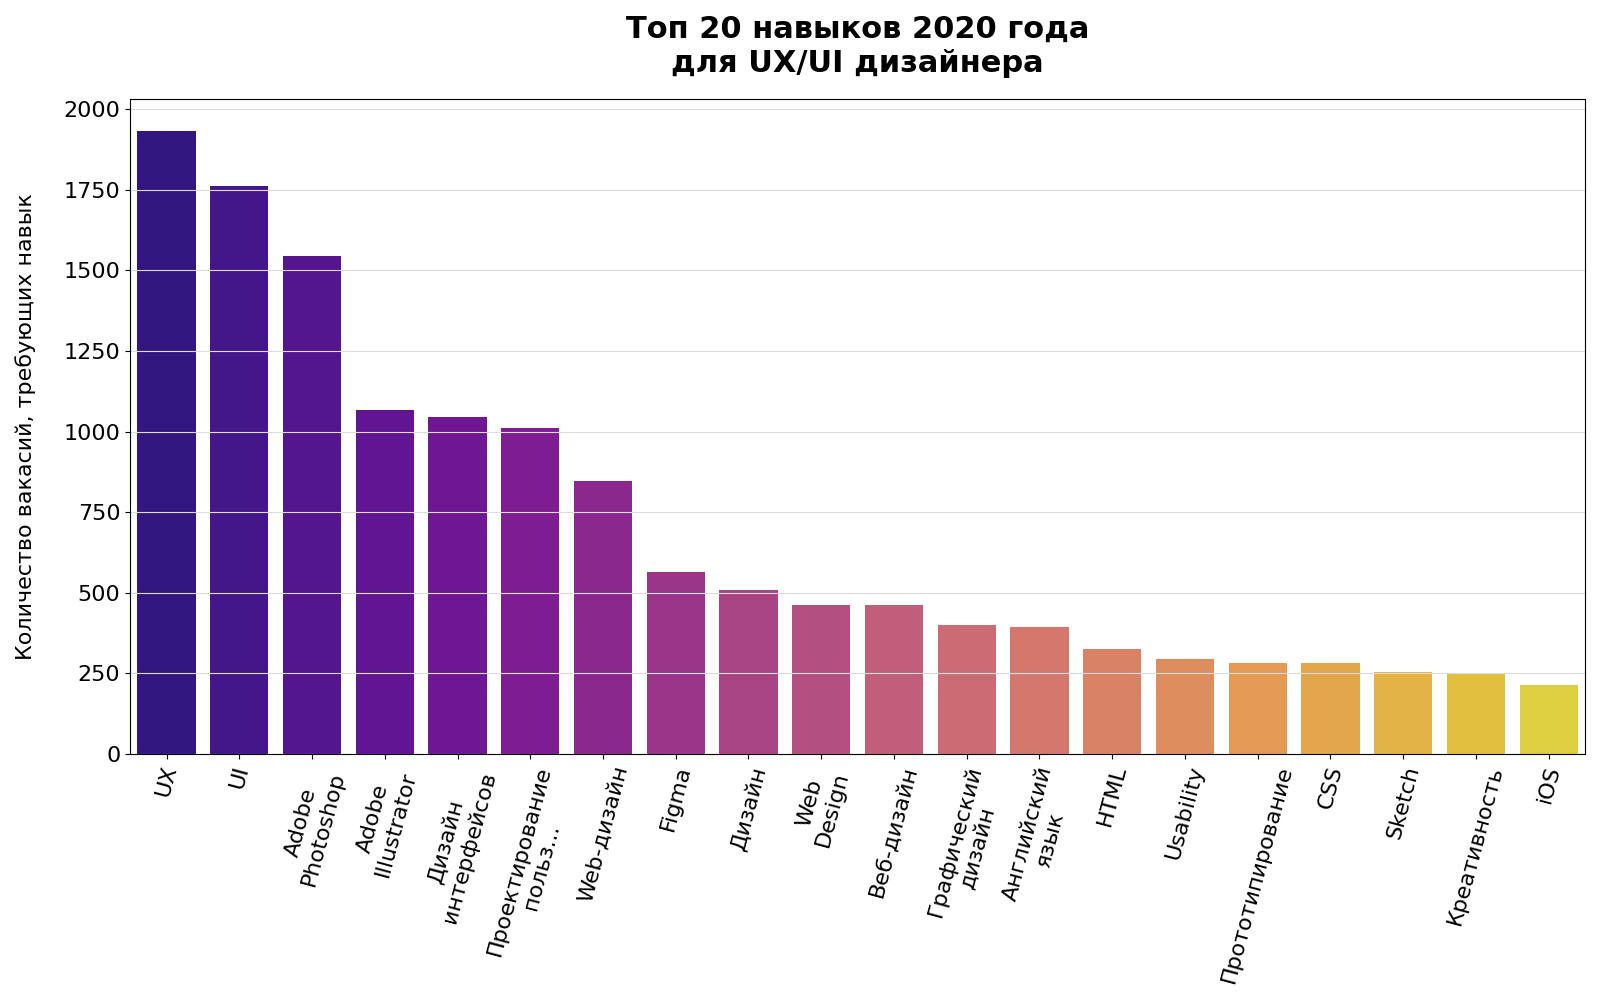 Топ 20 навыков 2020 года
для UX/UI дизайнера
Количество вакасий, требующих навык
2000
1750
1500
1250
1000
750
500
250
0
UX
UI
Adobe
Photoshop
Adobe
Illustrator
Дизайн
интерфейсов
Проектирование
польз...
Web-дизайн
Figma
Дизайн
Web
Design
Веб-дизайн
Графический
дизайн
Английский
язык
HTML
Usability
Прототипирование
CSS
Sketch
Креативность
iOS